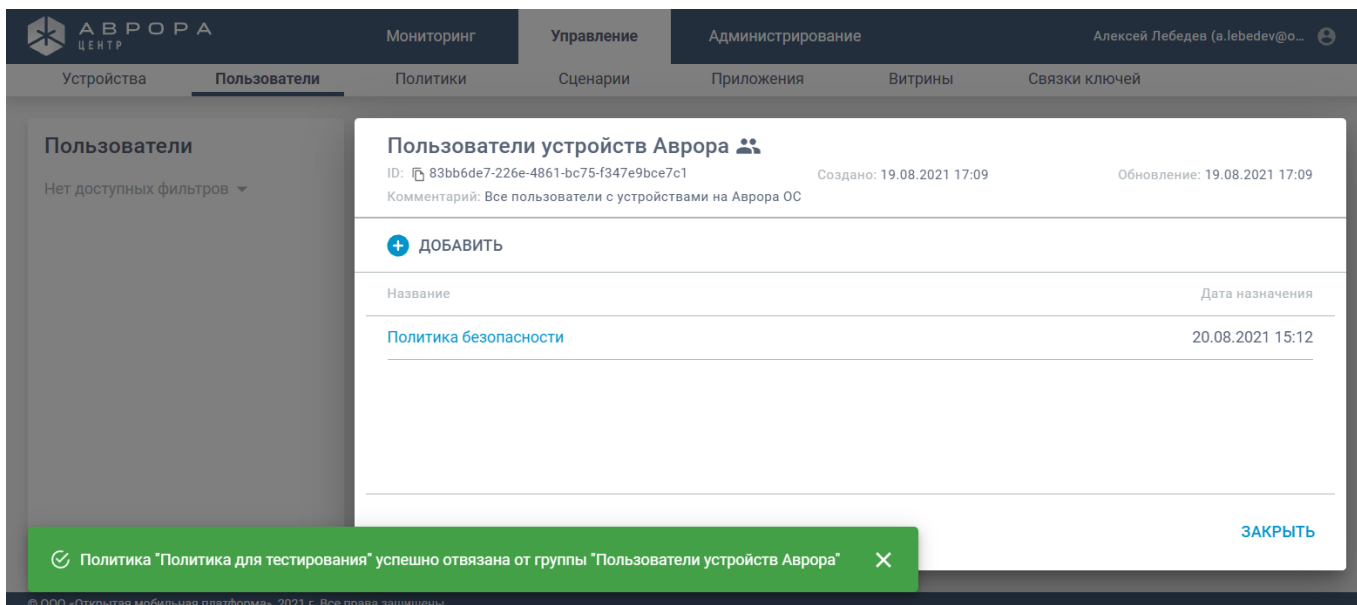 АВРОРА
ЦЕНТР
Мониторинг Управление Администрирование Алексей Лебедев (a.lebedev@o...
Устройства Пользователи Политики Сценарии Приложения Витрины Связки ключей
Пользователи
Нет доступных фильтров
Пользователи устройств Аврора
ID: 83bb6de7-226e-4861-bc75-f347e9bce7c1 Создано: 19.08.2021 17:09 Обновление: 19.08.2021 17:09
Комментарий: Все пользователи с устройствами на Аврора ОС
ДОБАВИТЬ
Название Дата назначения
Политика безопасности 20.08.2021 15:12
ЗАКРЫТЬ
Политика "Политика для тестирования" успешно отвязана от группы "Пользователи устройств Аврора"
© ООО «Открытая мобильная платформа», 2021 г. Все права защищены